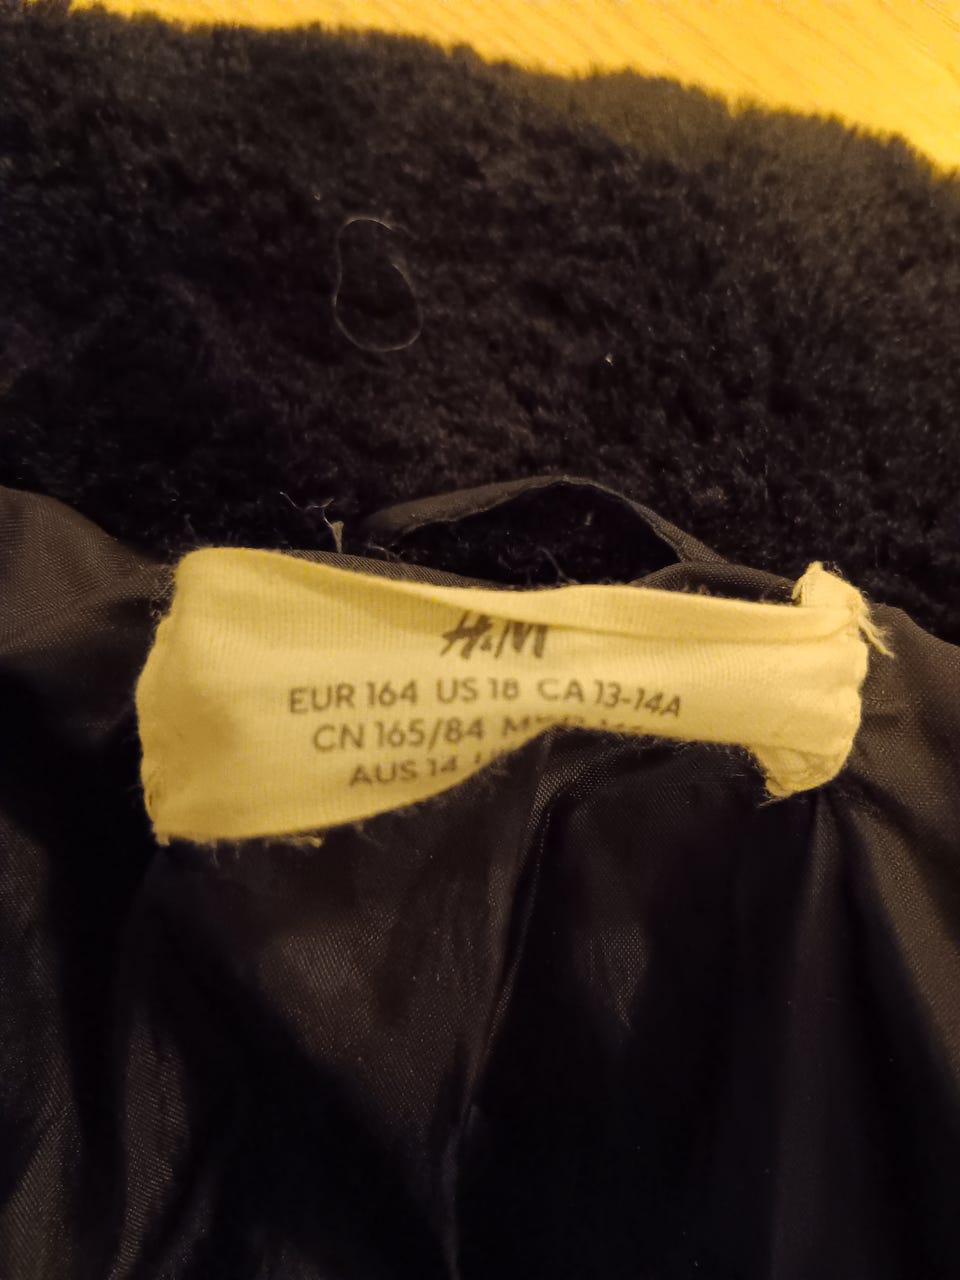 H&M
EUR 164 US 18 CA 13-14A
CN 165/84
AUS 14